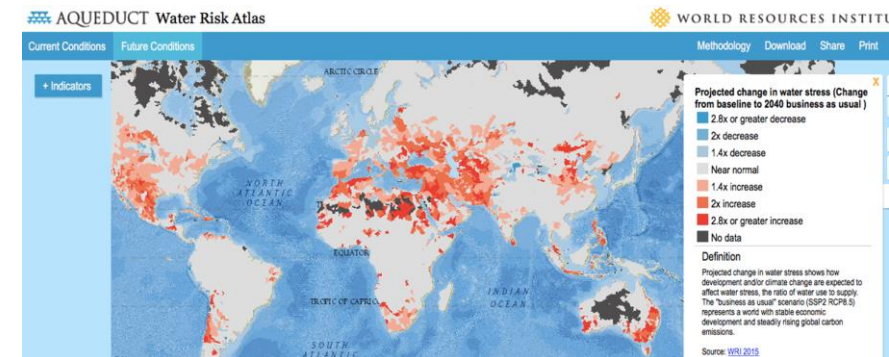 AQUEDUCT Water Risk Atlas
WORLD RESOURCES INSTITU
Current Conditions Future Conditions
Methodology Download Share Print
+ Indicators
ARCTIC CIRCLE
NORTH
ATLANTIC
OCEAN
EQUATOR
INDIAN
OCEAN
TROPIC OF CAPRIC
SOUTH
ATLANTIC
X
Projected change in water stress (Change
from baseline to 2040 business as usual )
2.8x or greater decrease
2x decrease
1.4x decrease
Near normal
1.4x increase
2x increase
2.8x or greater increase
No data
Definition
Projected change in water stress shows how
development and/or climate change are expected to
affect water stress, the ratio of water use to supply.
The "business as usual" scenario (SSP2 RCP8.5)
represents a world with stable economic
development and steadily rising global carbon
emissions.
Source: WRI 2015